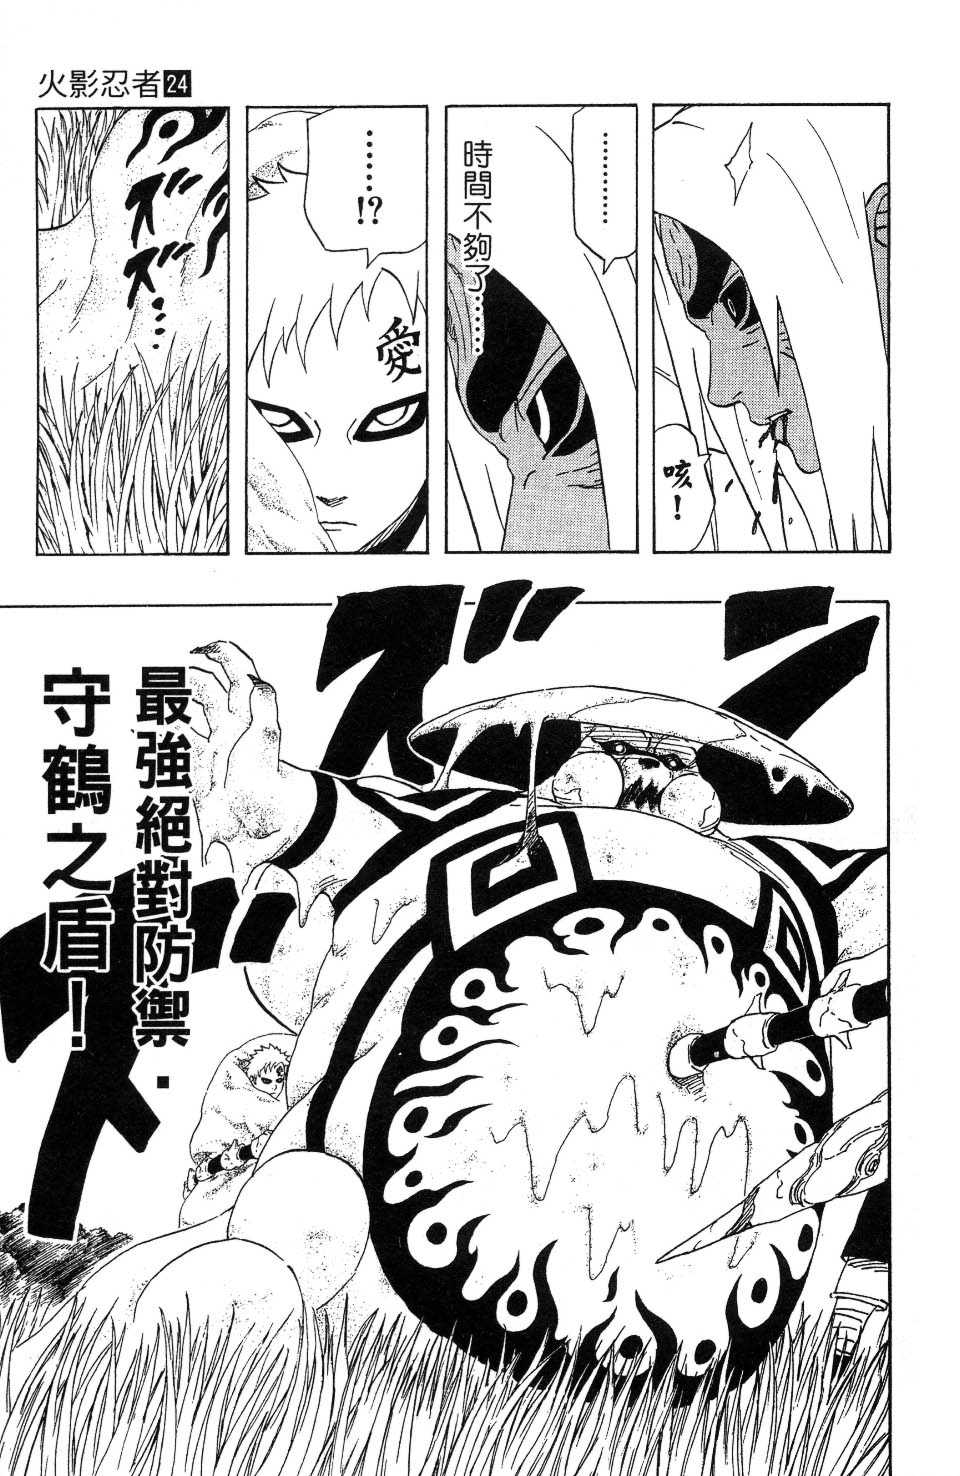 火影忍者24
咳!
…………
時間不夠了………
……!?
愛
ズズ…
ズズズ
最強絕對防禦・
守鶴之盾!